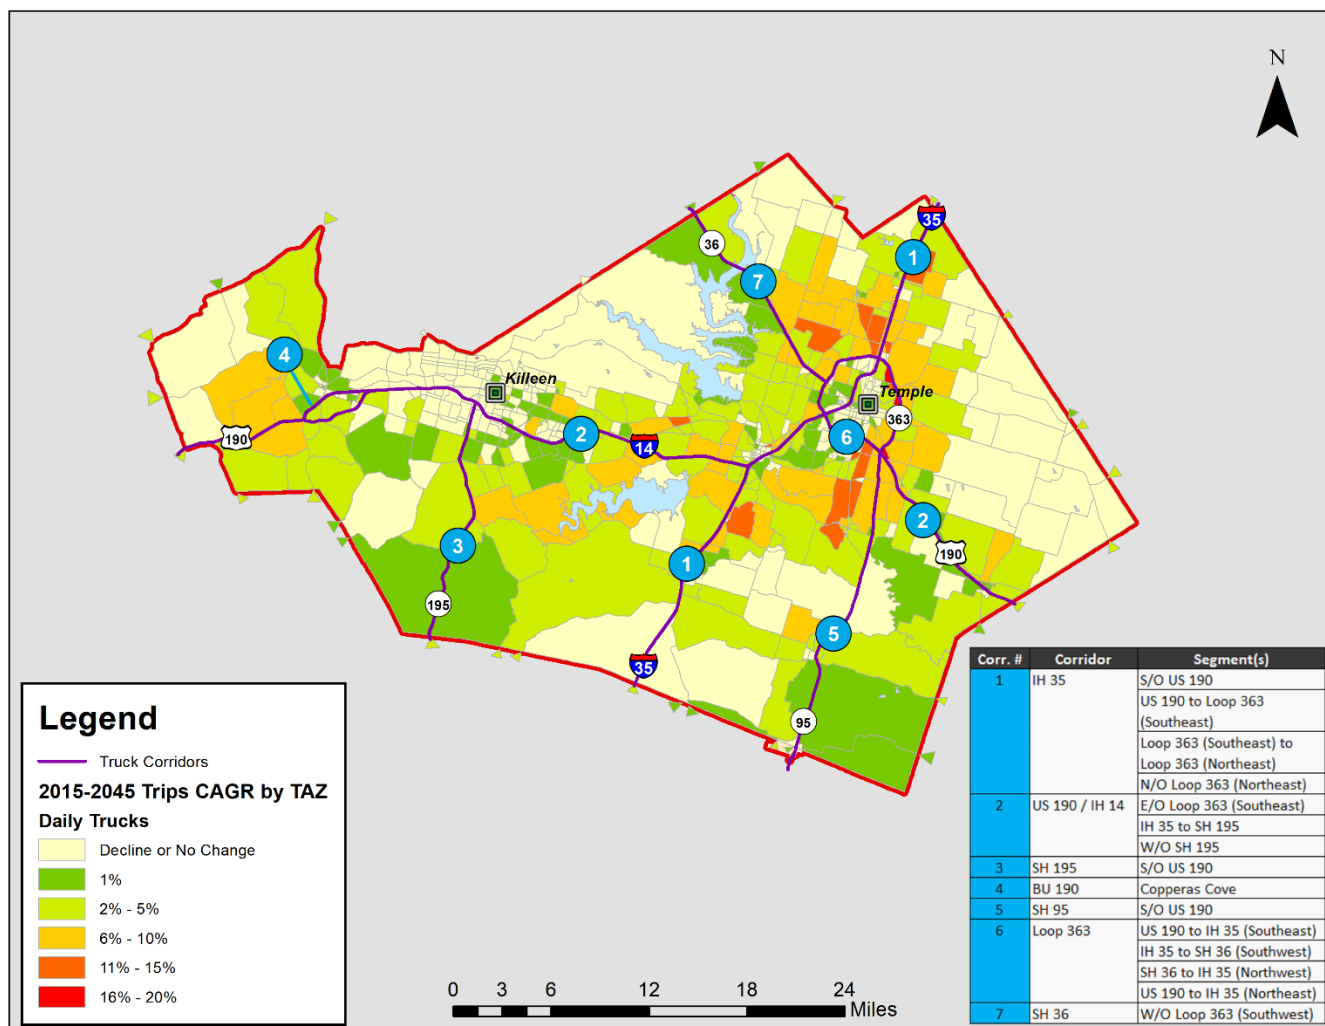 N
35
36
1
7
4
Killeen
Temple
363
190
2
14
6
2
190
3
1
195
5
35
95
Legend
Truck Corridors
2015-2045 Trips CAGR by TAZ
Daily Trucks
Decline or No Change
1%
2% - 5%
6% - 10%
11% - 15%
16% - 20%
0 3 6 12 18 24
Miles
Corr. # Corridor Segment(s)
1 IH 35 S/O US 190
US 190 to Loop 363
(Southeast)
Loop 363 (Southeast) to
Loop 363 (Northeast)
N/O Loop 363 (Northeast)
2 US 190 / IH 14 E/O Loop 363 (Southeast)
IH 35 to SH 195
W/O SH 195
3 SH 195 S/O US 190
4 BU 190 Copperas Cove
5 SH 95 S/O US 190
6 Loop 363 US 190 to IH 35 (Southeast)
IH 35 to SH 36 (Southwest)
SH 36 to IH 35 (Northwest)
US 190 to IH 35 (Northeast)
7 SH 36 W/O Loop 363 (Southwest)